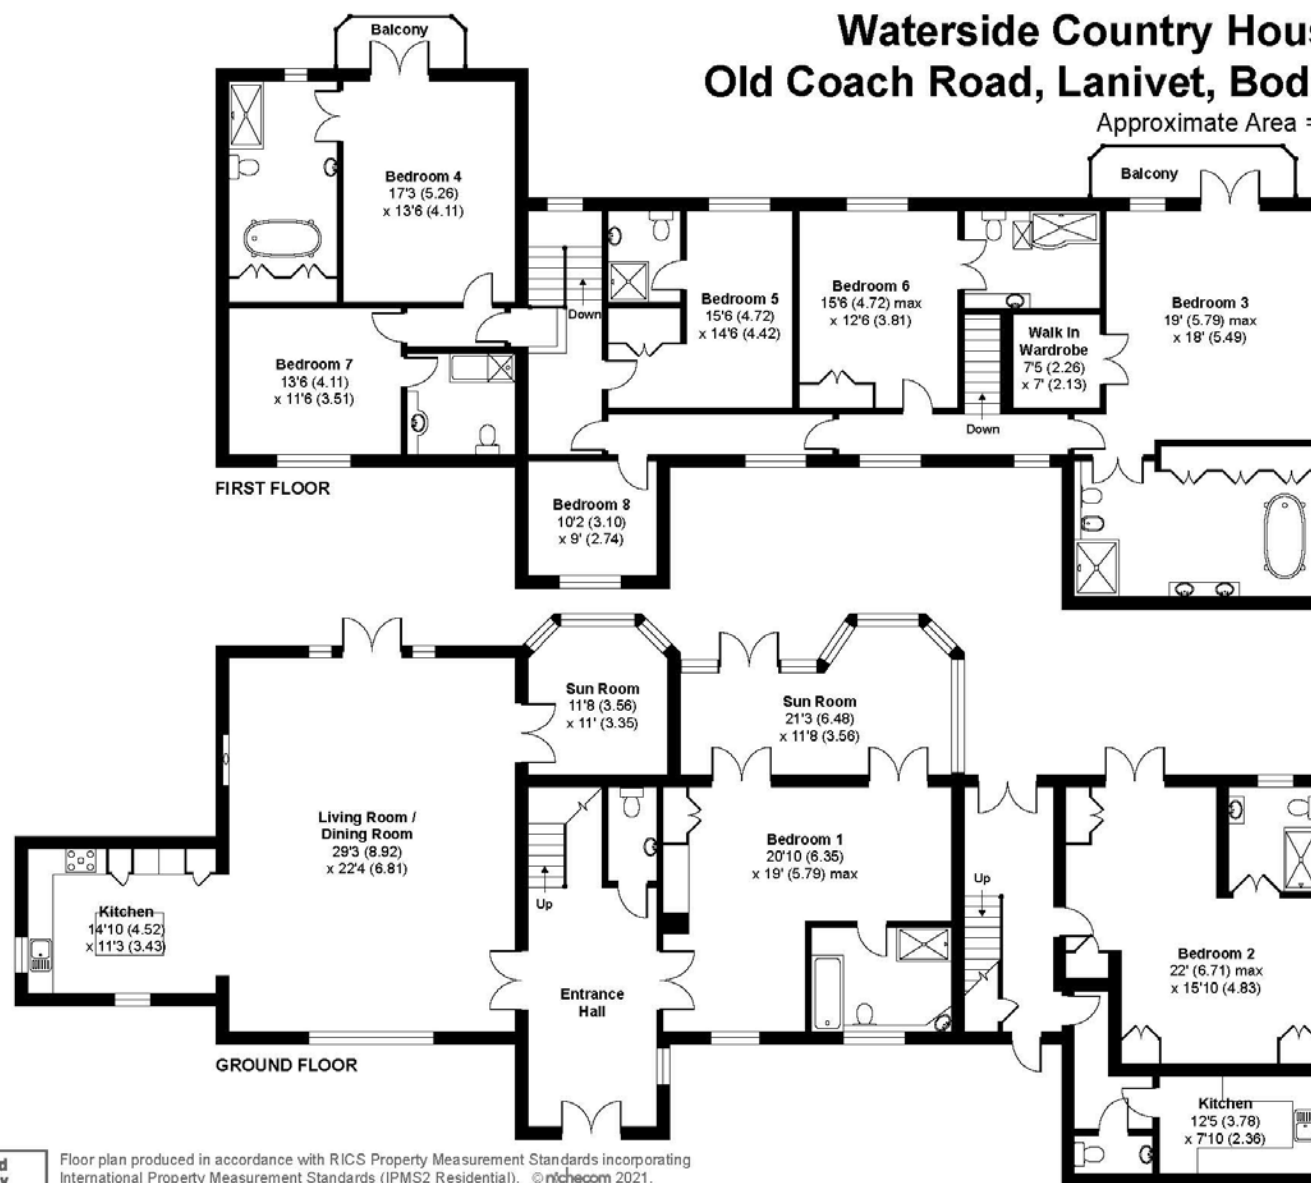 Waterside Country
Old Coach Road, Lanivet,
Approximate Area =
Balcony
Bedroom 4
17'3 (5.26)
x 13'6 (4.11)
Balcony
Bedroom 5
15'6 (4.72)
x 14'6 (4.42)
Bedroom 6
15'6 (4.72) max
x 12'6 (3.81)
Bedroom 3
19' (5.79) max
x 18' (5.49)
Walk In
Wardrobe
7'5 (2.26)
x 7' (2.13)
Down
Down
Bedroom 7
13'6 (4.11)
x 11'6 (3.51)
Bedroom 8
10'2 (3.10)
x 9' (2.74)
FIRST FLOOR
Sun Room
11'8 (3.56)
x 11' (3.35)
Sun Room
21'3 (6.48)
x 11'8 (3.56)
Living Room /
Dining Room
29'3 (8.92)
x 22'4 (6.81)
Bedroom 1
20'10 (6.35)
x 19' (5.79) max
Up
Up
Kitchen
14'10 (4.52)
x 11'3 (3.43)
Bedroom 2
22' (6.71) max
x 15'10 (4.83)
Entrance
Hall
GROUND FLOOR
Kitchen
12'5 (3.78)
x 7'10 (2.36)
Floor plan produced in accordance with RICS Property Measurement Standards incorporating
International Property Measurement Standards (IPMS2 Residential). © nichecom 2021.